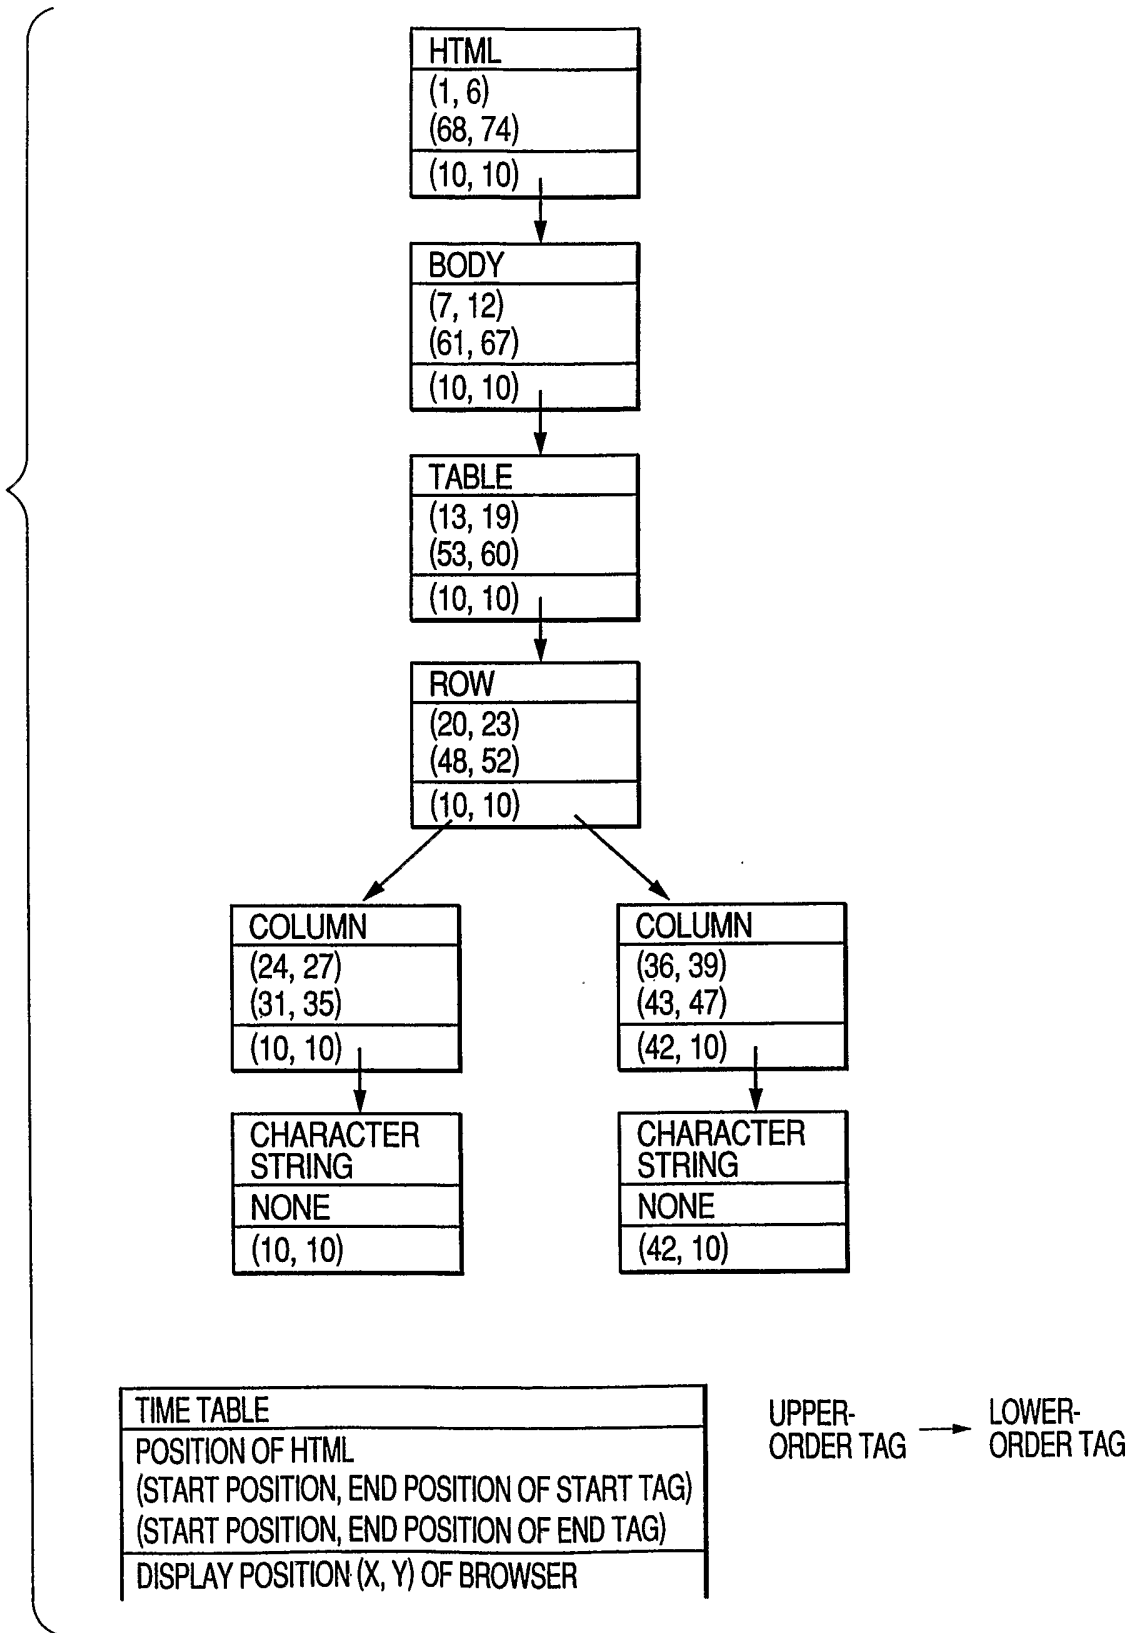 HTML
(1, 6)
(68, 74)
(10, 10)
BODY
(7, 12)
(61, 67)
(10, 10)
TABLE
(13, 19)
(53, 60)
(10, 10)
ROW
(20, 23)
(48, 52)
(10, 10)
COLUMN
(24, 27)
(31, 35)
(10, 10)
COLUMN
(36, 39)
(43, 47)
(42, 10)
CHARACTER
STRING
NONE
(10, 10)
CHARACTER
STRING
NONE
(42, 10)
TIME TABLE
POSITION OF HTML
(START POSITION, END POSITION OF START TAG)
(START POSITION, END POSITION OF END TAG)
DISPLAY POSITION (X, Y) OF BROWSER
UPPER-
ORDER TAG
LOWER-
ORDER TAG